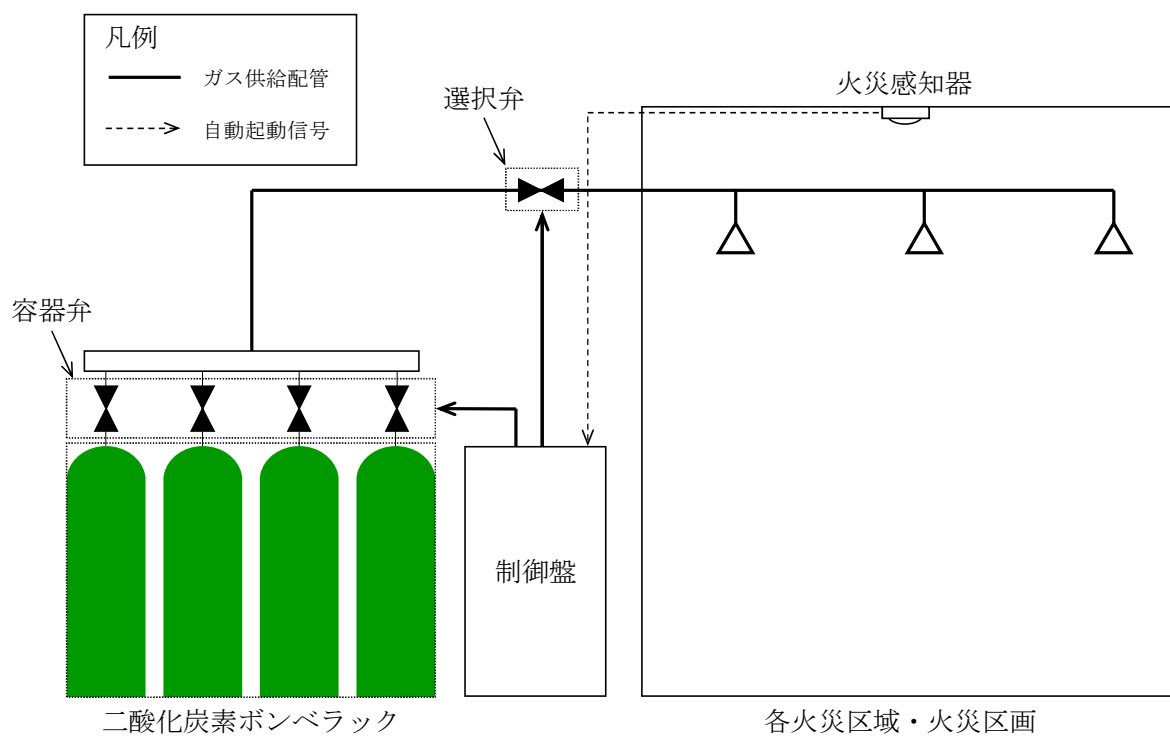 凡例
ガス供給配管
自動起動信号
選択弁
火災感知器
容器弁
制御盤
二酸化炭素ボンベラック
各火災区域・火災区画